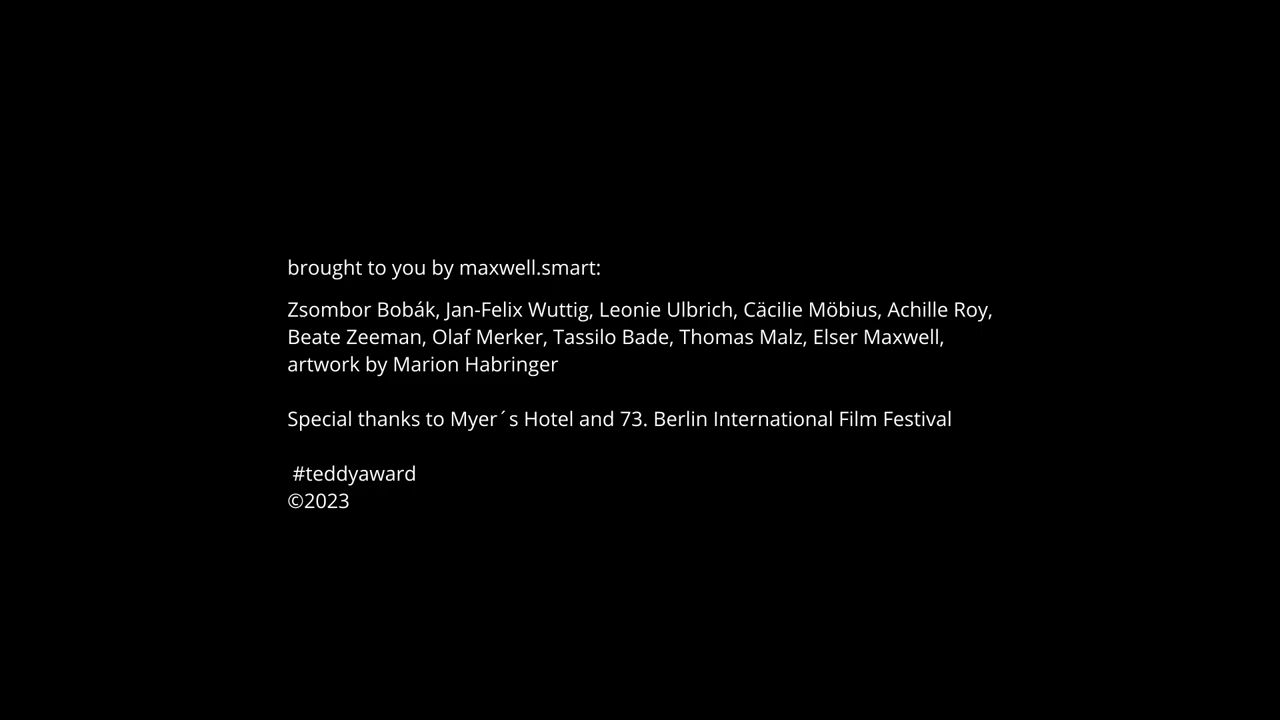 brought to you by maxwell.smart:
Zsombor Bobák, Jan-Felix Wuttig, Leonie Ulbrich, Cäcilie Möbius, Achille Roy,
Beate Zeeman, Olaf Merker, Tassilo Bade, Thomas Malz, Elser Maxwell,
artwork by Marion Habringer
Special thanks to Myer´s Hotel and 73. Berlin International Film Festival
#teddyaward
©2023